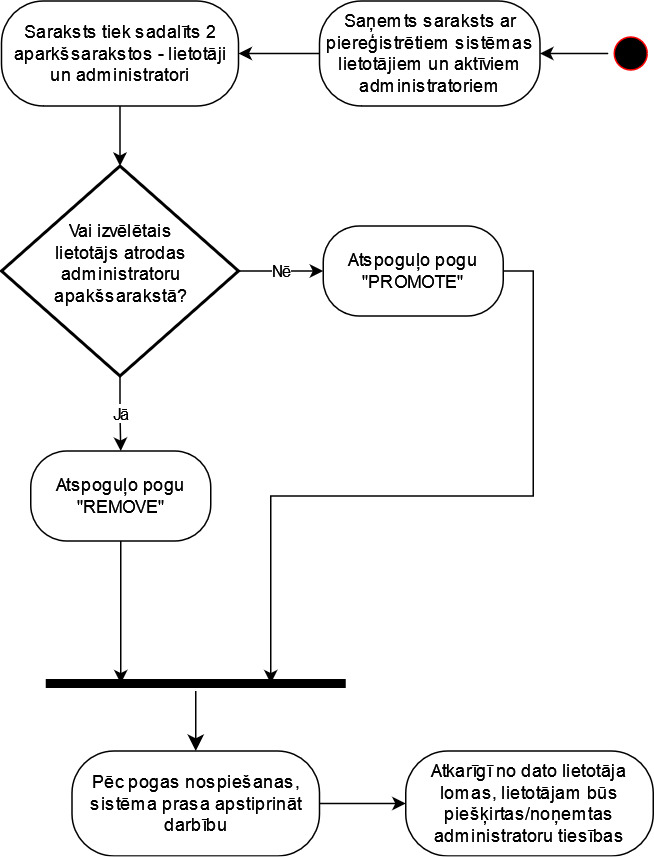 Saņemts saraksts ar
piereģistrētiem sistēmas
lietotājiem un aktīviem
administratoriem
Saraksts tiek sadalīts 2
aparkšsarakstos - lietotāji
un administratori
Vai izvēlētais
lietotājs atrodas
administratoru
apakšsarakstā?
Nē
Atspoguļo pogu
"PROMOTE"
Jā
Atspoguļo pogu
"REMOVE"
Pēc pogas nospiešanas,
sistēma prasa apstiprināt
darbību
Atkarīgī no dato lietotāja
lomas, lietotājam būs
piešķirtas/noņemtas
administratoru tiesības